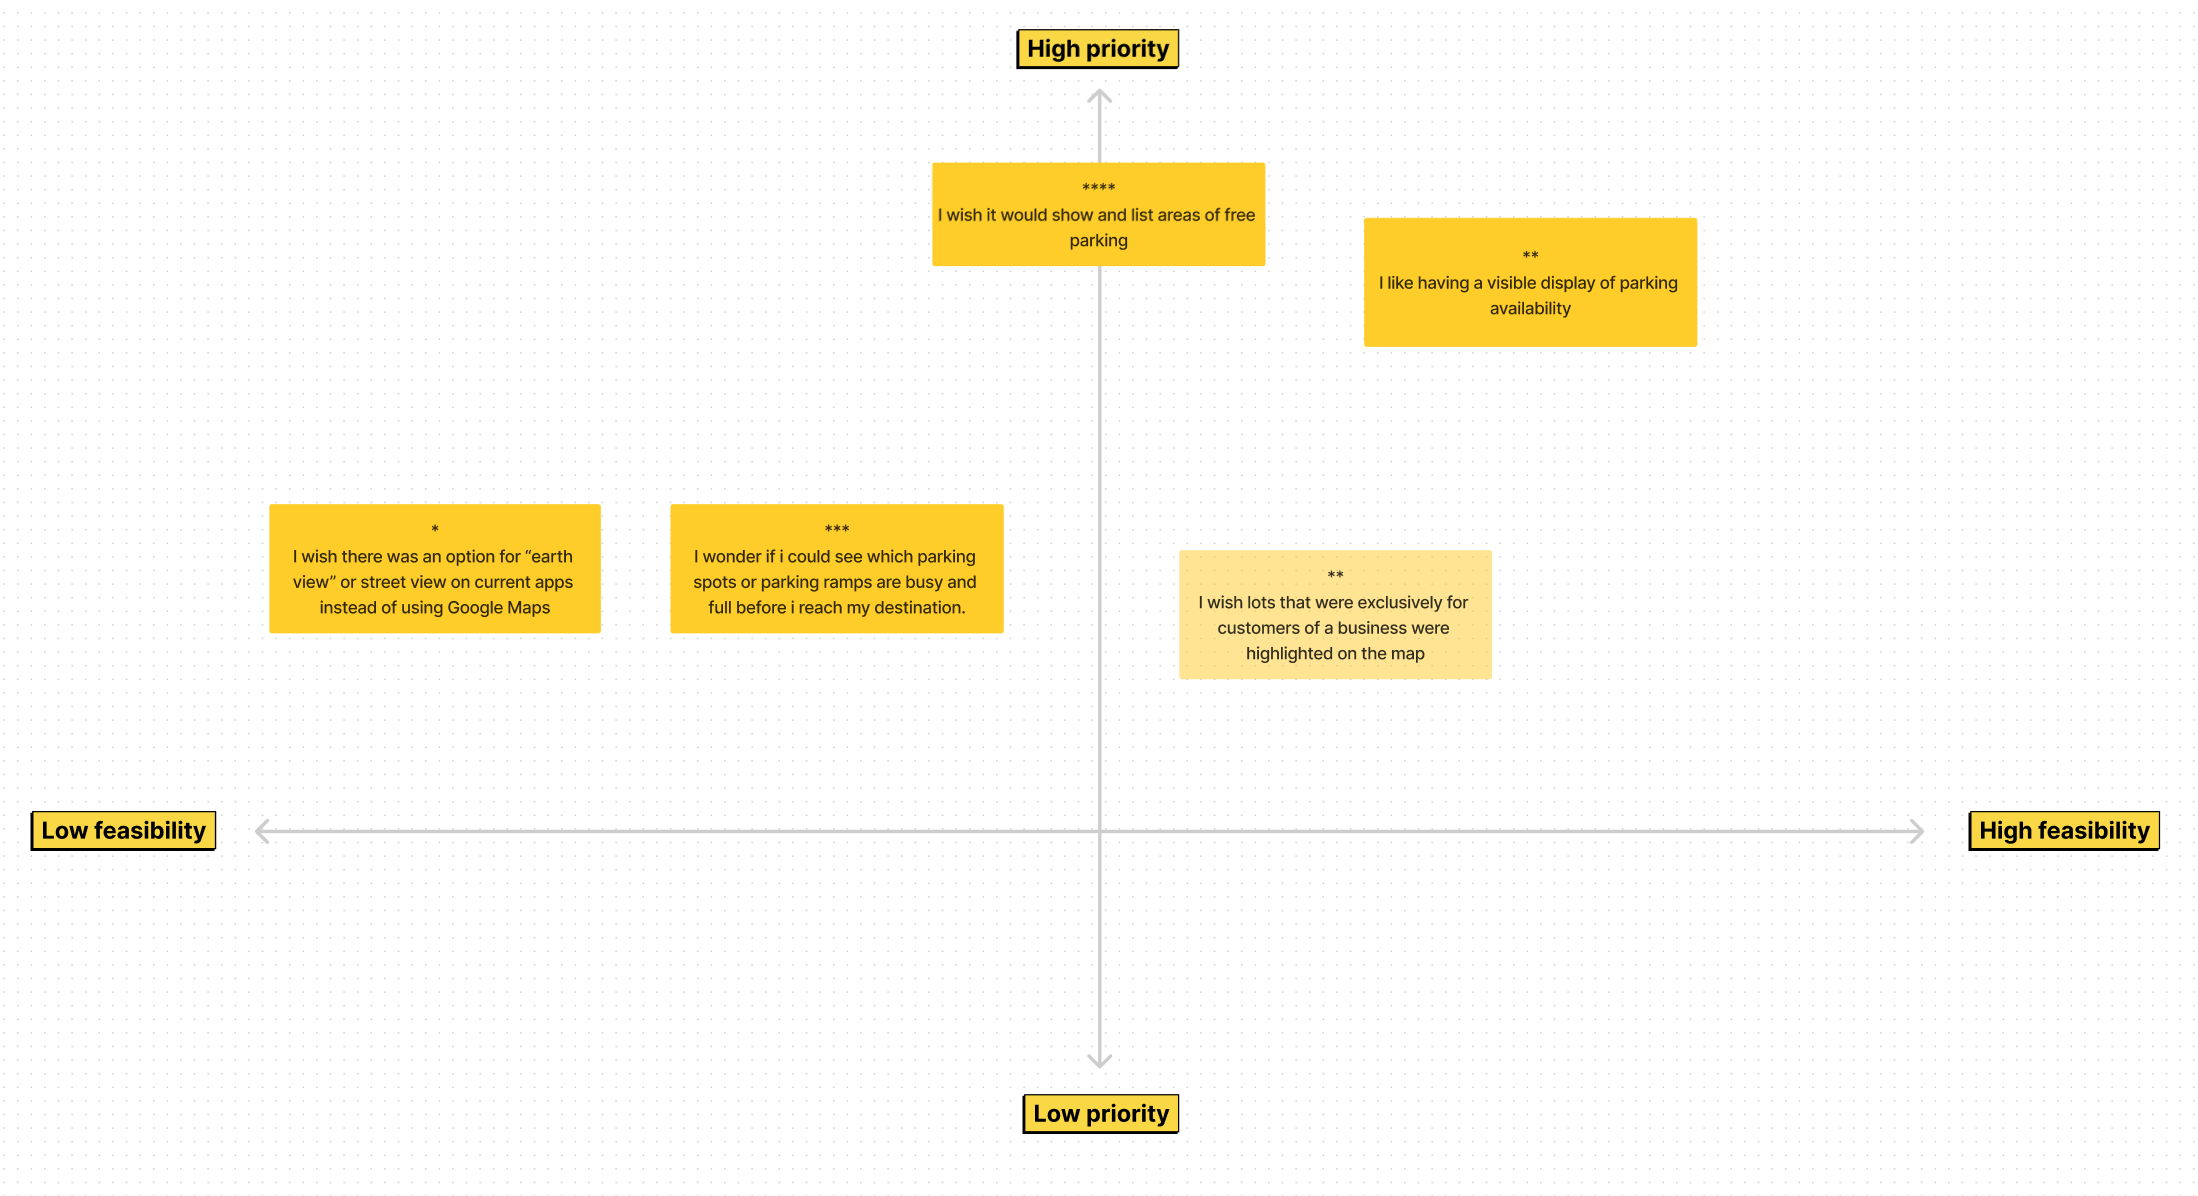 High priority
****
I wish it would show and list areas of free
parking
**
I like having a visible display of parking
availability
*
I wish there was an option for “earth
view” or street view on current apps
instead of using Google Maps
***
I wonder if i could see which parking
spots or parking ramps are busy and
full before i reach my destination.
**
I wish lots that were exclusively for
customers of a business were
highlighted on the map
Low feasibility
High feasibility
Low priority